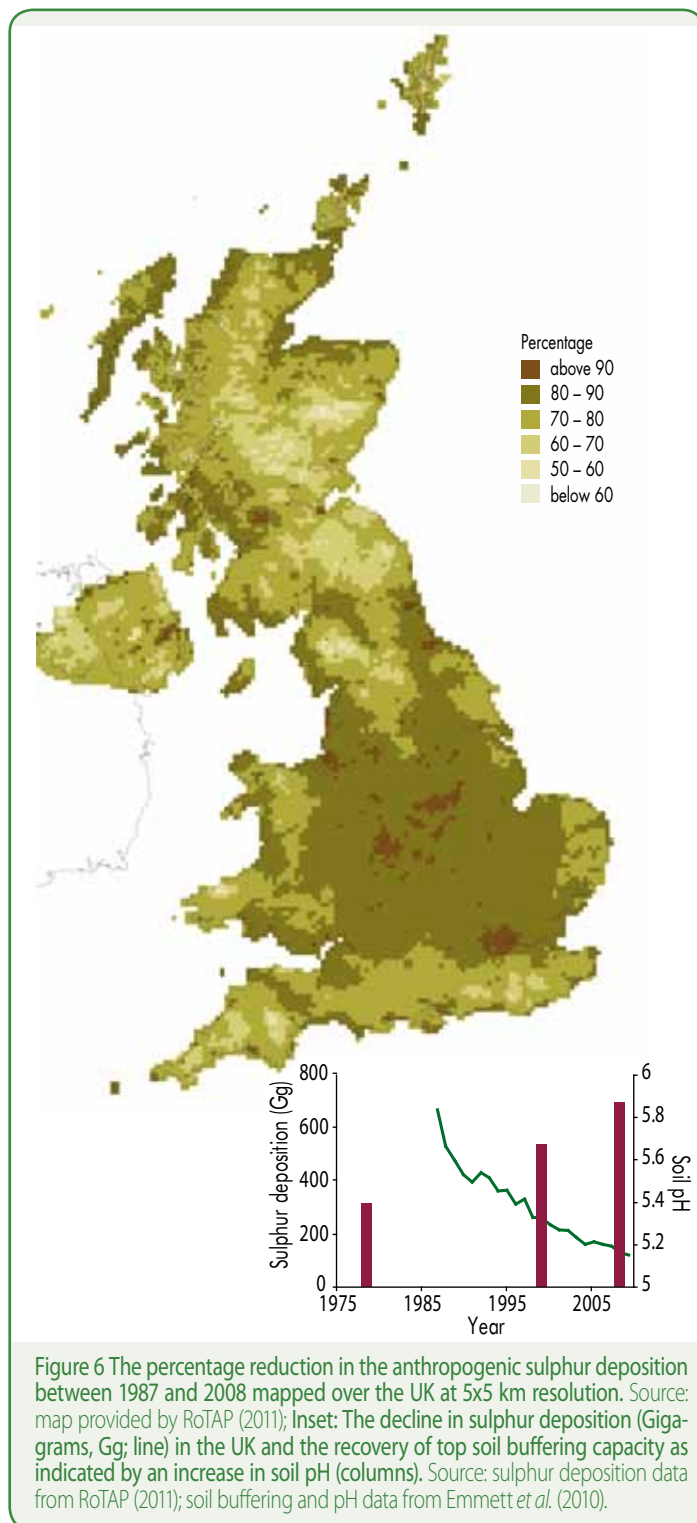 Percentage
above 90
80 – 90
70 – 80
60 – 70
50 – 60
below 60
800
600
400
200
0
Sulphur deposition (Gg)
6
5.8
5.6
5.4
5.2
5
Soil pH
1975 1985 1995 2005
Year
Figure 6 The percentage reduction in the anthropogenic sulphur deposition
between 1987 and 2008 mapped over the UK at 5x5 km resolution. Source:
map provided by RoTAP (2011); Inset: The decline in sulphur deposition (Giga-
grams, Gg; line) in the UK and the recovery of top soil buffering capacity as
indicated by an increase in soil pH (columns). Source: sulphur deposition data
from RoTAP (2011); soil buffering and pH data from Emmett et al. (2010).